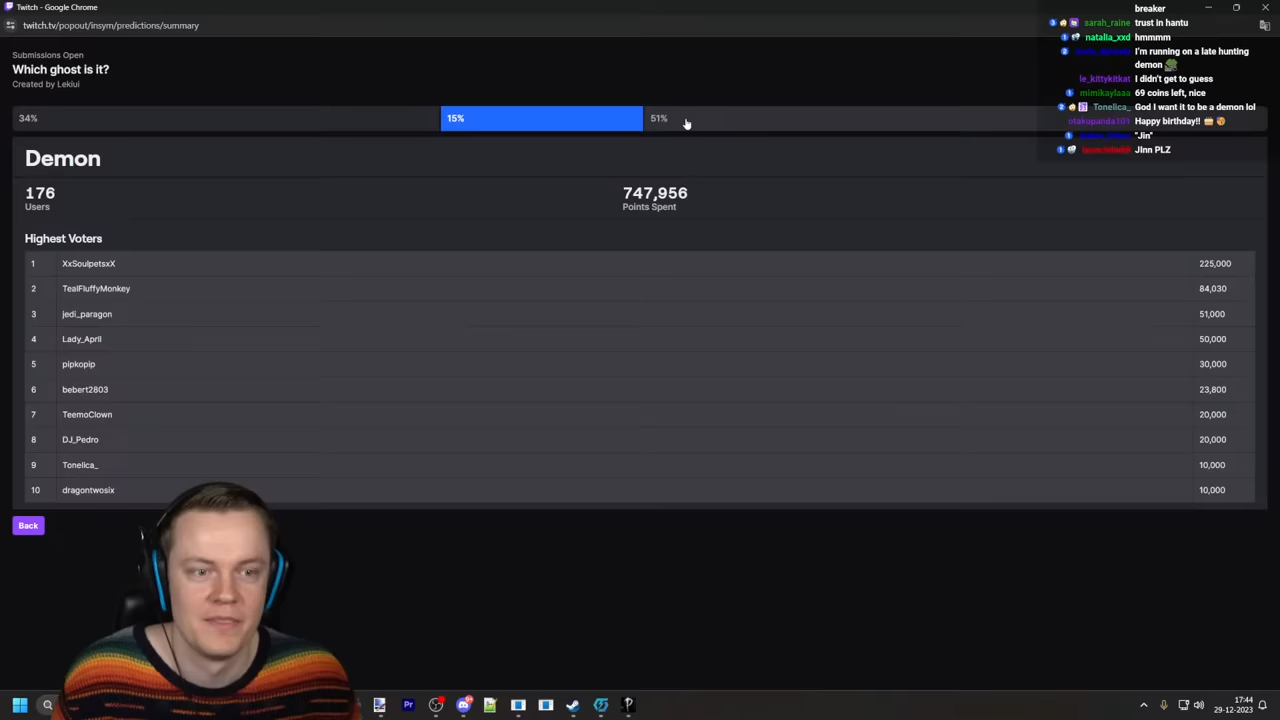 Twitch - Google Chrome
twitch.tv/popout/insym/predictions/summary
Submissions Open
Which ghost is it?
Created by Lekiui
34%
15%
51%
Demon
176
Users
747,956
Points Spent
Highest Voters
1 XxSoulpetsxX 225,000
2 TealFluffyMonkey 84,030
3 jedi_paragon 51,000
4 Lady_April 50,000
5 pipkopip 30,000
6 bebert2803 23,800
7 TeemoClown 20,000
8 DJ_Pedro 20,000
9 Tonelica_ 10,000
10 dragontwosix 10,000
Back
breaker
sarah_raine trust in hantu
natalia_xxd hmmmm
I'm running on a late hunting
demon
le_kittykitkat I didn't get to guess
mimikaylaaa 69 coins left, nice
Tonelica_ God I want it to be a demon lol
otakupanda101 Happy birthday!!
"Jin"
JInn PLZ
17:44
29-12-2023